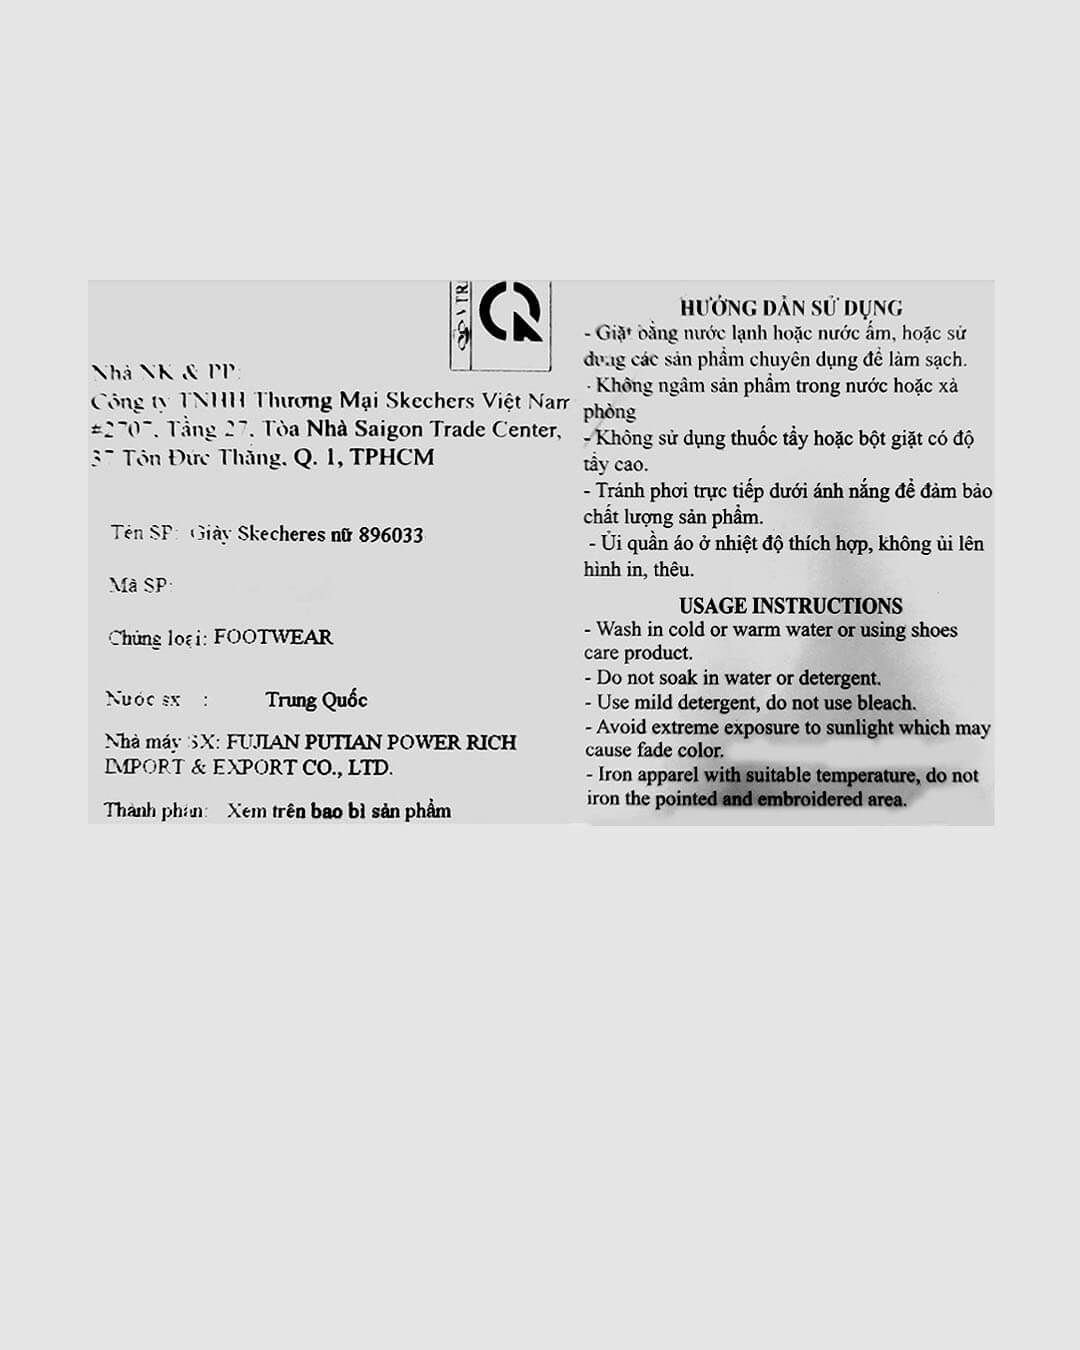 Nhà NK & PP:
Công ty TNHH Thương Mại Skechers Việt Nam
#2707, Tầng 27, Tòa Nhà Saigon Trade Center,
37 Tôn Đức Thắng, Q. 1, TPHCM
Tên SP: Giày Skecheres nữ 896033
Mã SP:
Chủng loại: FOOTWEAR
Nước sx : Trung Quốc
Nhà máy SX: FUJIAN PUTIAN POWER RICH
IMPORT & EXPORT CO., LTD.
Thành phần: Xem trên bao bì sản phẩm
HƯỚNG DẪN SỬ DỤNG
- Giặt bằng nước lạnh hoặc nước ấm, hoặc sử
dụng các sản phẩm chuyên dụng để làm sạch.
- Không ngâm sản phẩm trong nước hoặc xà
phòng
- Không sử dụng thuốc tẩy hoặc bột giặt có độ
tẩy cao.
- Tránh phơi trực tiếp dưới ánh nắng để đảm bảo
chất lượng sản phẩm.
- Ủi quần áo ở nhiệt độ thích hợp, không ủi lên
hình in, thêu.
USAGE INSTRUCTIONS
- Wash in cold or warm water or using shoes
care product.
- Do not soak in water or detergent.
- Use mild detergent, do not use bleach.
- Avoid extreme exposure to sunlight which may
cause fade color.
- Iron apparel with suitable temperature, do not
iron the pointed and embroidered area.